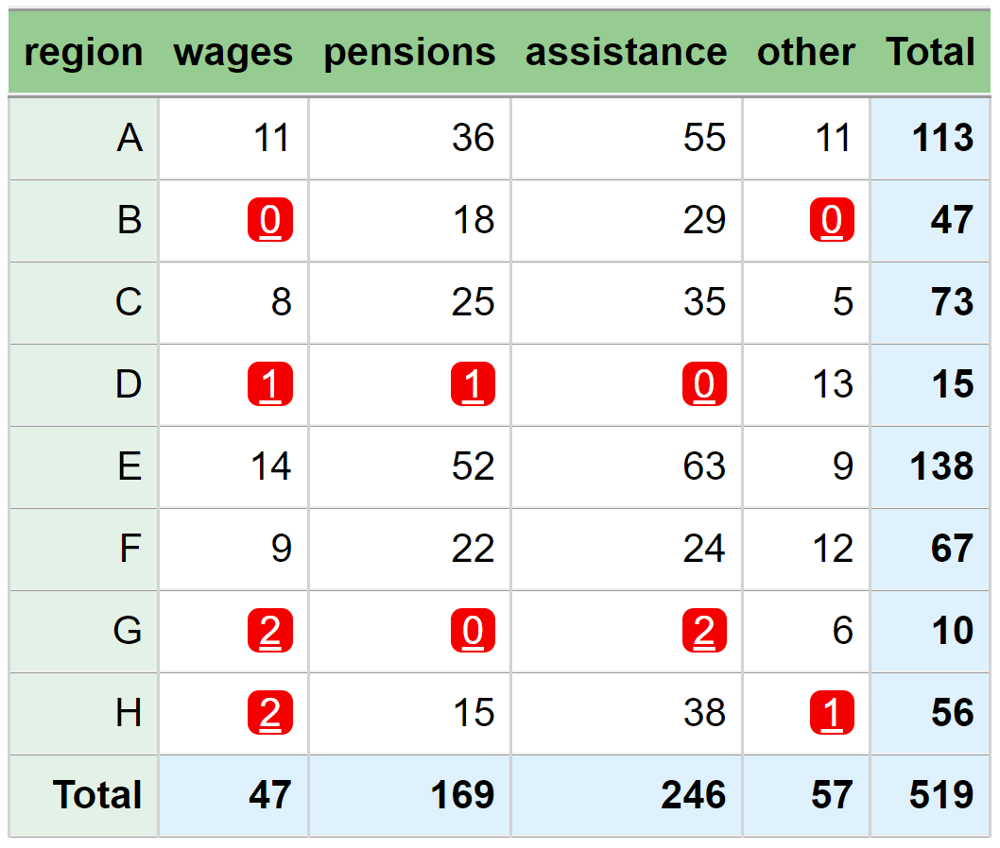 region wages pensions assistance other Total
A 11 36 55 11 113
B 0 18 29 0 47
C 8 25 35 5 73
D 1 1 0 13 15
E 14 52 63 9 138
F 9 22 24 12 67
G 2 0 2 6 10
H 2 15 38 1 56
Total 47 169 246 57 519